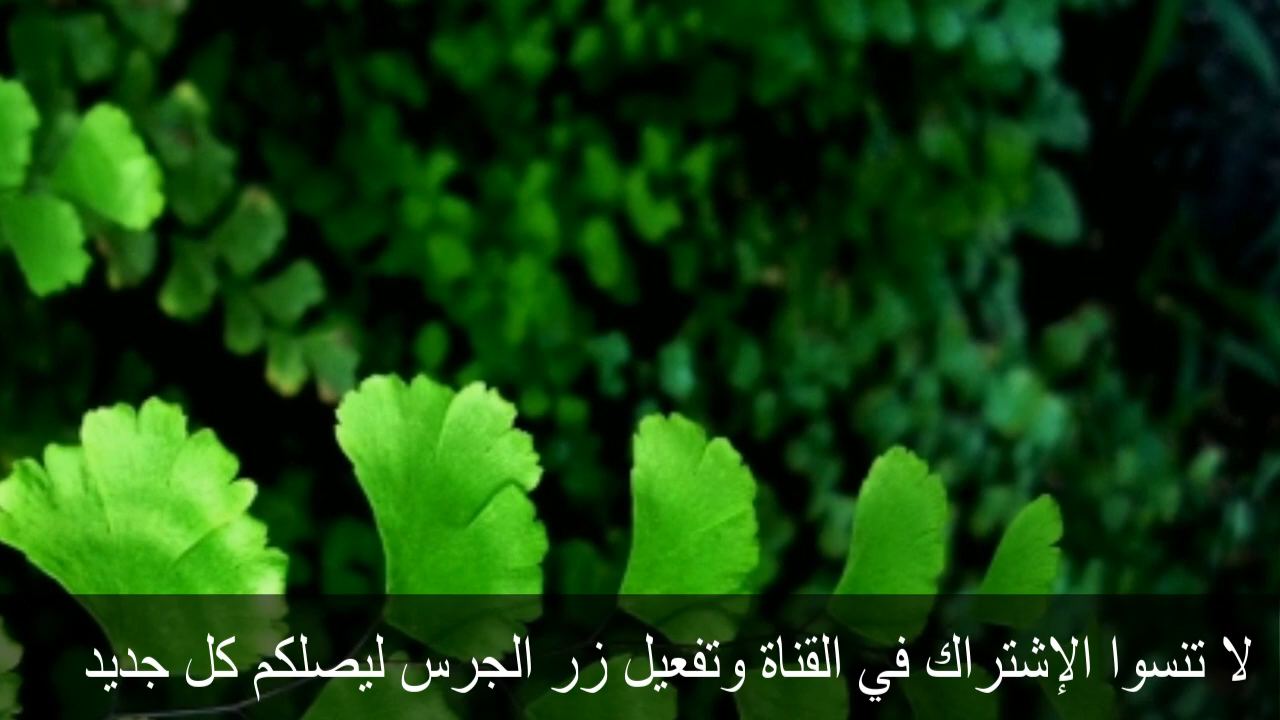 لا تنسوا الإشتراك في القناة وتفعيل زر الجرس ليصلكم كل جديد